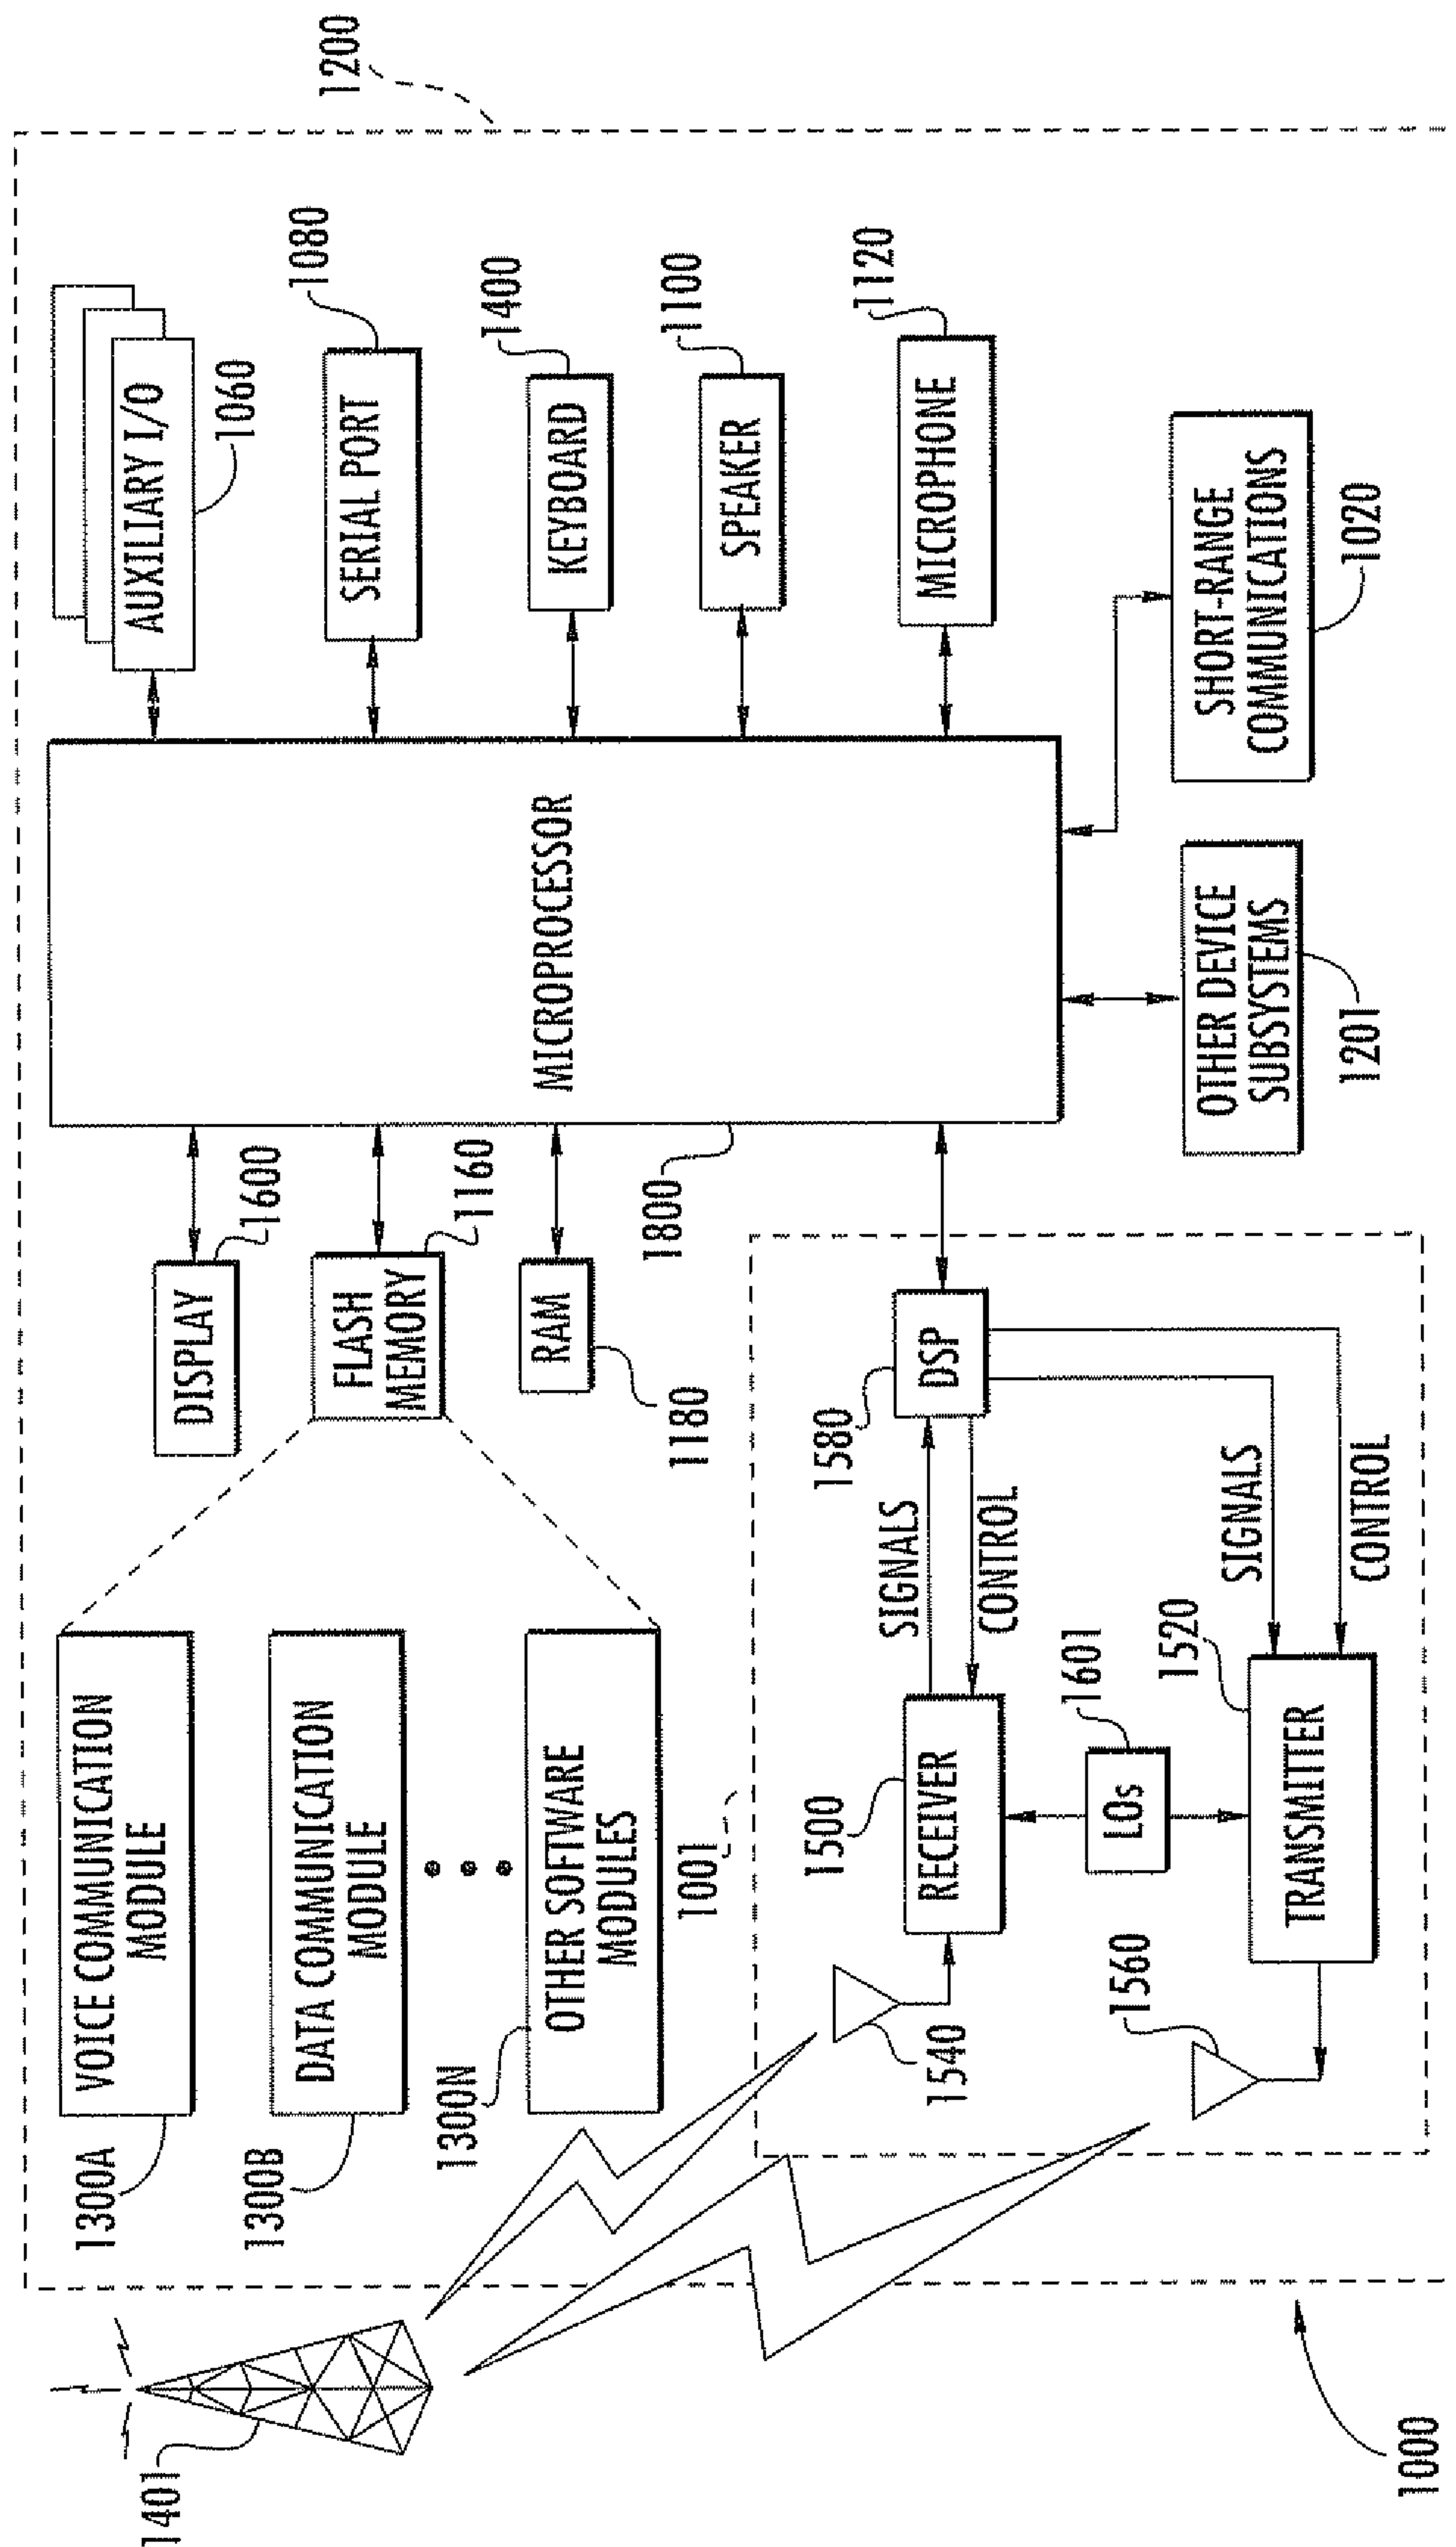 1401
1300A
VOICE COMMUNICATION
MODULE
1300B
DATA COMMUNICATION
MODULE
1300N
OTHER SOFTWARE
MODULES
DISPLAY
1600
FLASH
MEMORY
1160
RAM
1180
MICROPROCESSOR
1800
AUXILIARY I/O
1060
SERIAL PORT
1080
KEYBOARD
1400
SPEAKER
1100
MICROPHONE
1120
1200
1001
1500
RECEIVER
1540
SIGNALS
CONTROL
1580
DSP
LOs
1601
1560
1520
TRANSMITTER
SIGNALS
CONTROL
OTHER DEVICE
SUBSYSTEMS
1201
SHORT-RANGE
COMMUNICATIONS
1020
1000